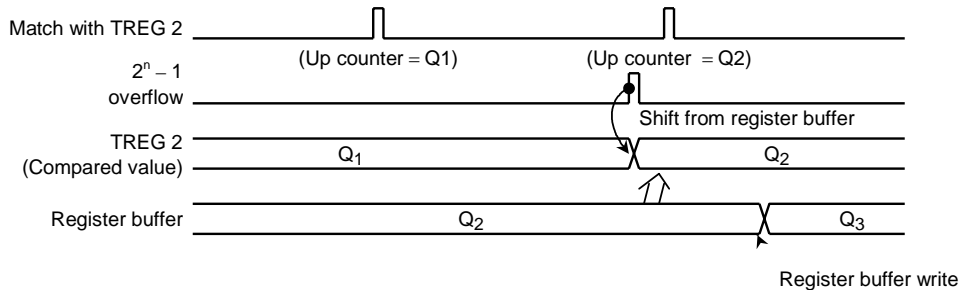 Match with TREG 2
(Up counter = Q1)
(Up counter = Q2)
2ⁿ – 1
overflow
Shift from register buffer
TREG 2
(Compared value)
Q₁
Q₂
Register buffer
Q₂
Q₃
Register buffer write